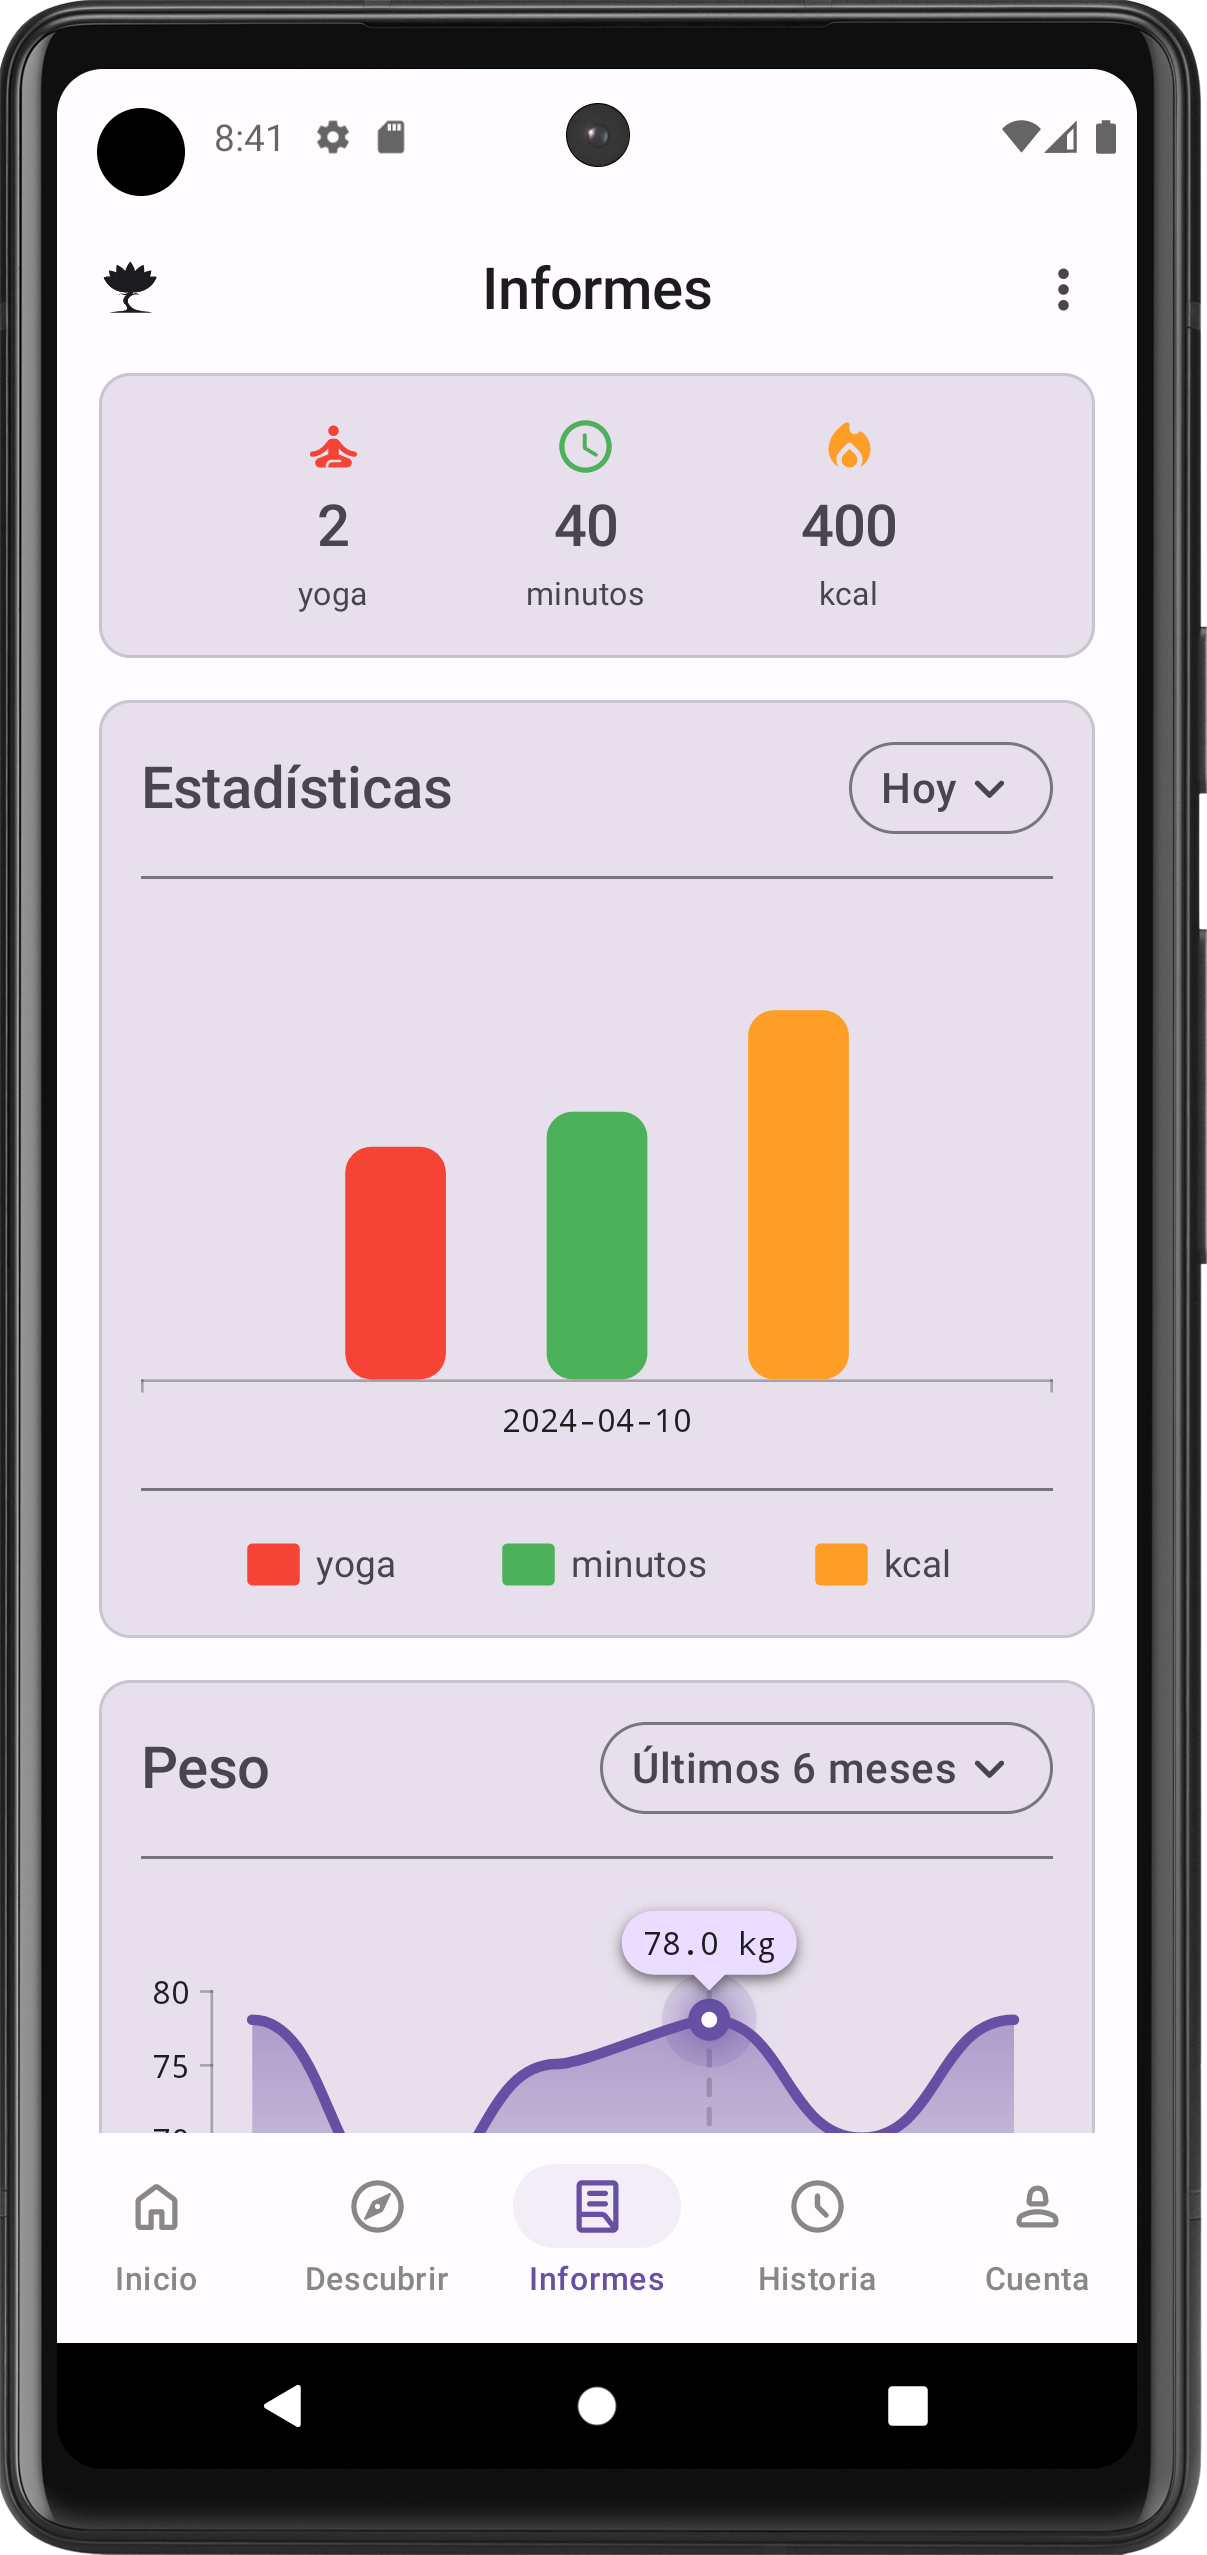 8:41
Informes
2 40 400
yoga minutos kcal
Estadísticas Hoy
2024-04-10
yoga minutos kcal
Peso Últimos 6 meses
78.0 kg
80
75
Inicio Descubrir Informes Historia Cuenta